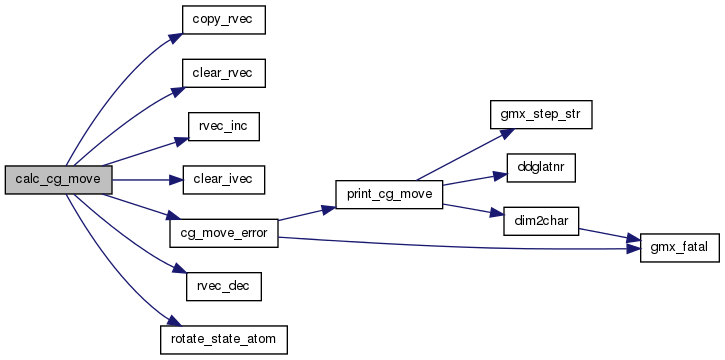 calc_cg_move
copy_rvec
clear_rvec
rvec_inc
clear_ivec
cg_move_error
rvec_dec
rotate_state_atom
print_cg_move
gmx_step_str
ddglatnr
dim2char
gmx_fatal